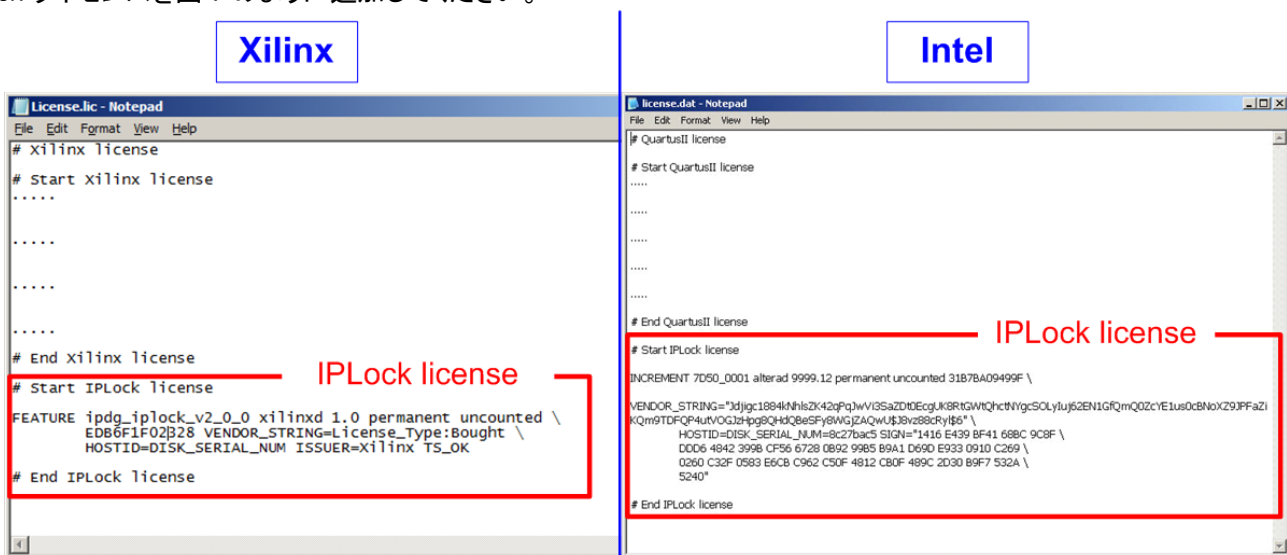 Xilinx
License.lic - Notepad
File Edit Format View Help
# Xilinx license
# Start Xilinx license
.....
.....
.....
.....
# End Xilinx license
IPLock license
# Start IPLock license
FEATURE ipdg_iplock_v2_0_0 xilinxd 1.0 permanent uncounted \
EDB6F1F02328 VENDOR_STRING=License_Type:Bought \
HOSTID=DISK_SERIAL_NUM ISSUER=Xilinx TS_OK
# End IPLock license
Intel
license.dat - Notepad
File Edit Format View Help
# QuartusII license
# Start QuartusII license
.....
.....
.....
.....
.....
# End QuartusII license
IPLock license
# Start IPLock license
INCREMENT 7D50_0001 alterad 9999.12 permanent uncounted 31B7BA09499F \
HOSTID=DISK_SERIAL_NUM=8c27bac5 SIGN="1416 E439 BF41 68BC 9C8F \
DDD6 4842 399B CF56 6728 0B92 99B5 B9A1 D69D E933 0910 C269 \
0260 C32F 0583 E6CB C962 C50F 4812 CB0F 489C 2D30 B9F7 532A \
5240"
# End IPLock license